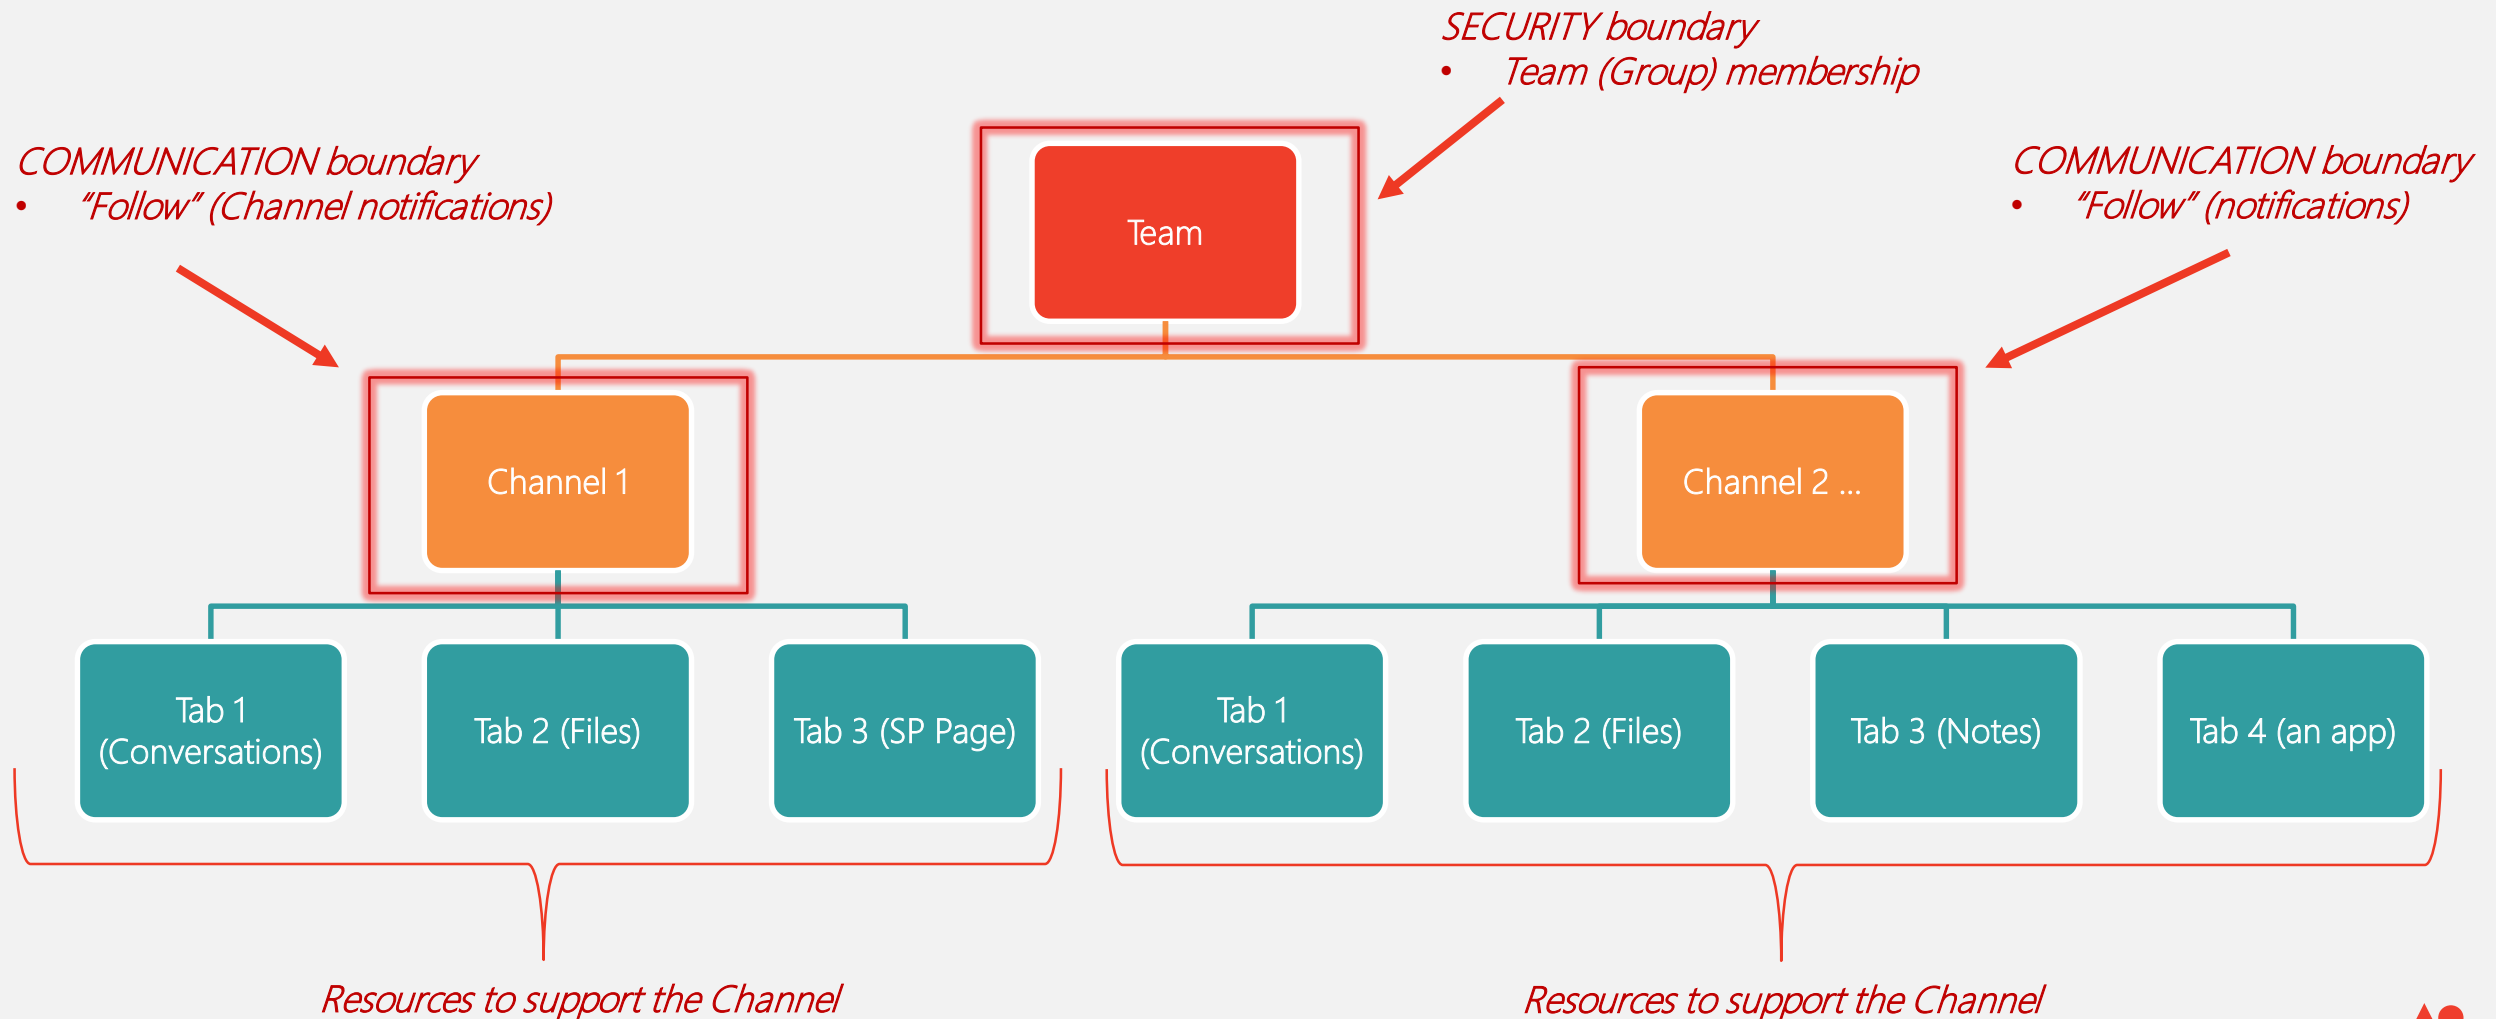 SECURITY boundary
• Team (Group) membership
COMMUNICATION boundary
• “Follow” (Channel notifications)
COMMUNICATION boundary
• “Follow” (notifications)
Team
Channel 1
Channel 2 ...
Tab 1
(Conversations)
Tab 2 (Files)
Tab 3 (SP Page)
Tab 1
(Conversations)
Tab 2 (Files)
Tab 3 (Notes)
Tab 4 (an app)
Resources to support the Channel
Resources to support the Channel